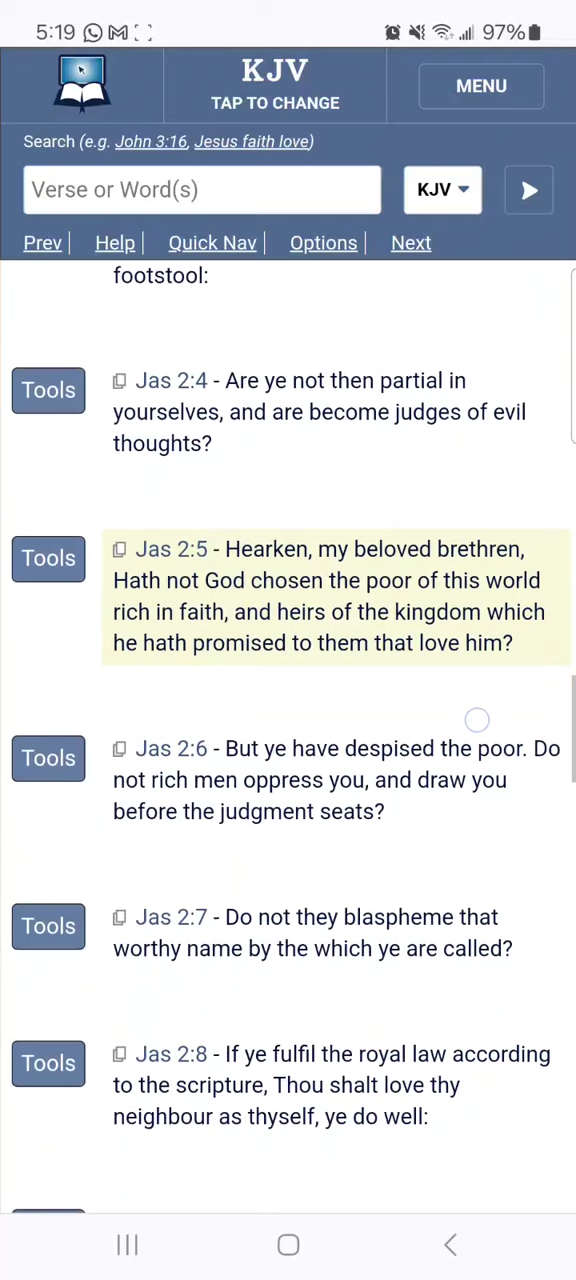 5:19 97%
KJV
TAP TO CHANGE
MENU
Search (e.g. John 3:16, Jesus faith love)
Verse or Word(s)
KJV
Prev | Help | Quick Nav | Options | Next
footstool:
Tools
Jas 2:4 - Are ye not then partial in
yourselves, and are become judges of evil
thoughts?
Tools
Jas 2:5 - Hearken, my beloved brethren,
Hath not God chosen the poor of this world
rich in faith, and heirs of the kingdom which
he hath promised to them that love him?
Tools
Jas 2:6 - But ye have despised the poor. Do
not rich men oppress you, and draw you
before the judgment seats?
Tools
Jas 2:7 - Do not they blaspheme that
worthy name by the which ye are called?
Tools
Jas 2:8 - If ye fulfil the royal law according
to the scripture, Thou shalt love thy
neighbour as thyself, ye do well: